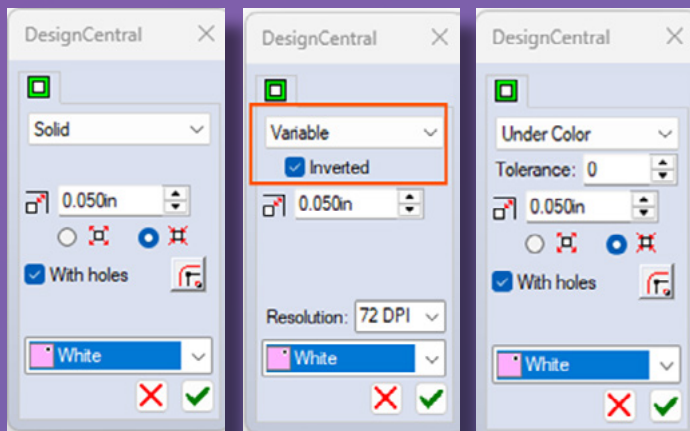 DesignCentral
Solid
0.050in
With holes
White
DesignCentral
Variable
Inverted
0.050in
Resolution: 72 DPI
White
DesignCentral
Under Color
Tolerance: 0
0.050in
With holes
White